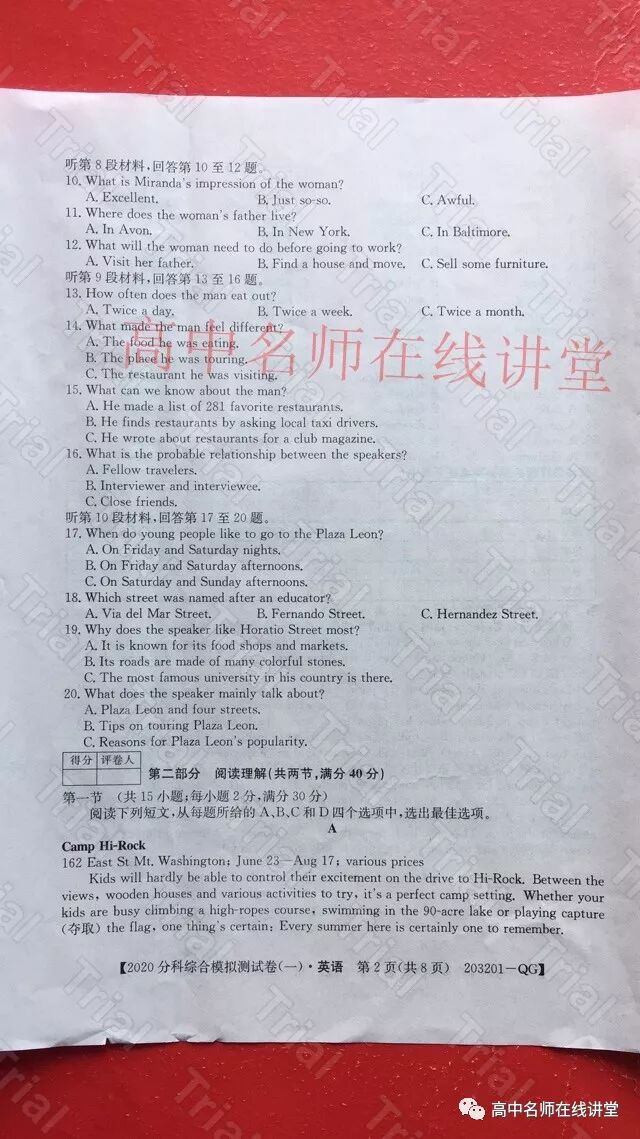 听第8段材料,回答第10至12题。
10. What is Miranda's impression of the woman?
A. Excellent. B. Just so-so. C. Awful.
11. Where does the woman's father live?
A. In Avon. B. In New York. C. In Baltimore.
12. What will the woman need to do before going to work?
A. Visit her father. B. Find a house and move. C. Sell some furniture.
听第9段材料,回答第13至16题。
13. How often does the man eat out?
A. Twice a day. B. Twice a week. C. Twice a month.
14. What made the man feel different?
A. The food he was eating.
B. The place he was touring.
C. The restaurant he was visiting.
高中名师在线讲堂
15. What can we know about the man?
A. He made a list of 281 favorite restaurants.
B. He finds restaurants by asking local taxi drivers.
C. He wrote about restaurants for a club magazine.
16. What is the probable relationship between the speakers?
A. Fellow travelers.
B. Interviewer and interviewee.
C. Close friends.
听第10段材料,回答第17至20题。
17. When do young people like to go to the Plaza Leon?
A. On Friday and Saturday nights.
B. On Friday and Saturday afternoons.
C. On Saturday and Sunday afternoons.
18. Which street was named after an educator?
A. Via del Mar Street. B. Fernando Street. C. Hernandez Street.
19. Why does the speaker like Horatio Street most?
A. It is known for its food shops and markets.
B. Its roads are made of many colorful stones.
C. The most famous university in his country is there.
20. What does the speaker mainly talk about?
A. Plaza Leon and four streets.
B. Tips on touring Plaza Leon.
C. Reasons for Plaza Leon's popularity.
得分 评卷人
第二部分 阅读理解(共两节,满分40分)
第一节 (共15小题;每小题2分,满分30分)
阅读下列短文,从每题所给的A、B、C和D四个选项中,选出最佳选项。
A
Camp Hi-Rock
162 East St Mt. Washington; June 23—Aug 17; various prices
Kids will hardly be able to control their excitement on the drive to Hi-Rock. Between the
views, wooden houses and various activities to try, it's a perfect camp setting. Whether your
kids are busy climbing a high-ropes course, swimming in the 90-acre lake or playing capture
(夺取) the flag, one thing's certain: Every summer here is certainly one to remember.
【2020分科综合模拟测试卷(一)·英语 第2页(共8页) 203201—QG】
高中名师在线讲堂
Trial